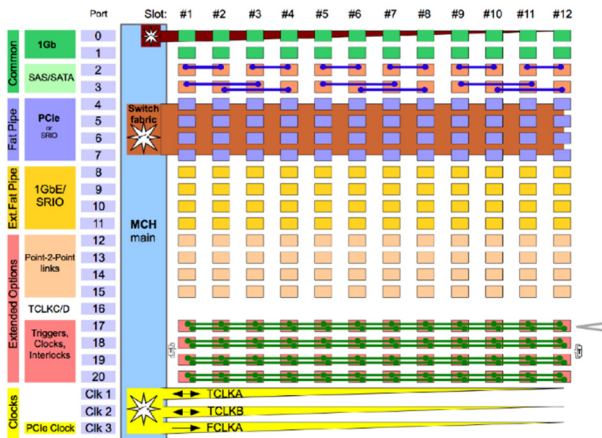 Port Slot: #1 #2 #3 #4 #5 #6 #7 #8 #9 #10 #11 #12
Common
1Gb
0
1
SAS/SATA
2
3
Fat Pipe
PCIe
or
SRIO
4
5
6
7
Switch
fabric
Ext.Fat Pipe
1GbE/
SRIO
8
9
10
11
MCH
main
Extended Options
Point-2-Point
links
12
13
14
15
TCLKC/D
16
Triggers,
Clocks,
Interlocks
17
18
19
20
Clocks
Clk 1 TCLKA
Clk 2 TCLKB
PCIe Clock Clk 3 FCLKA